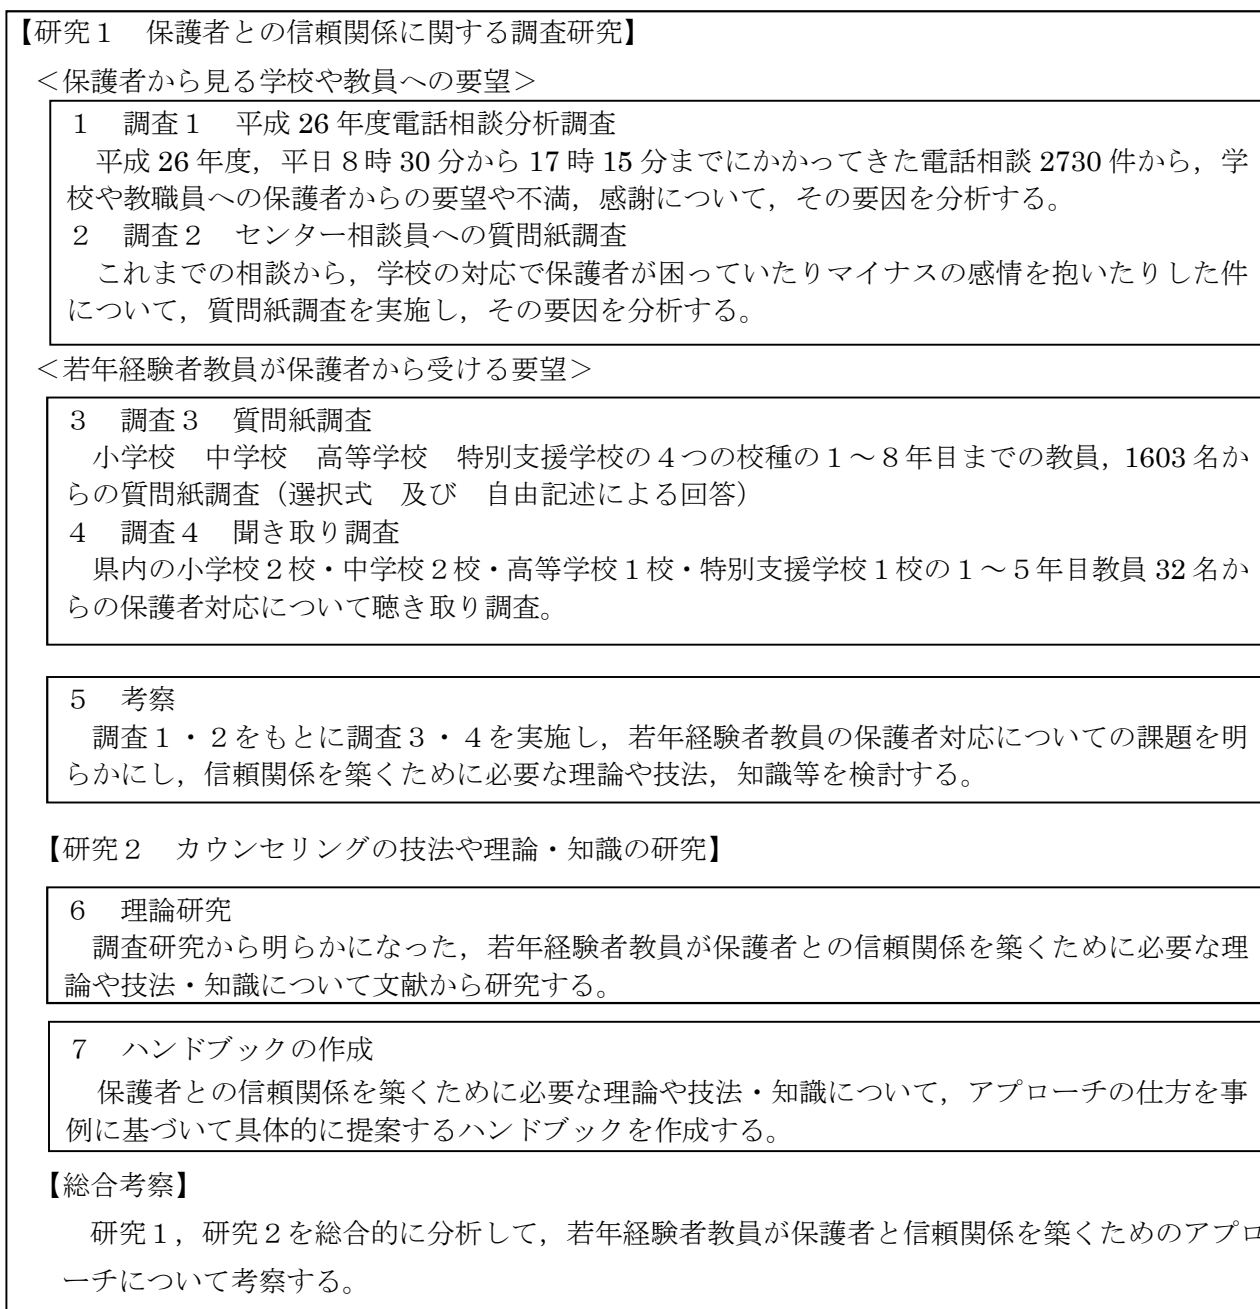 【研究１　保護者との信頼関係に関する調査研究】
＜保護者から見る学校や教員への要望＞
１　調査１　平成 26 年度電話相談分析調査
平成 26 年度，平日８時 30 分から 17 時 15 分までにかかってきた電話相談 2730 件から，学
校や教職員への保護者からの要望や不満，感謝について，その要因を分析する。
２　調査２　センター相談員への質問紙調査
これまでの相談から，学校の対応で保護者が困っていたりマイナスの感情を抱いたりした件
について，質問紙調査を実施し，その要因を分析する。
＜若年経験者教員が保護者から受ける要望＞
３　調査３　質問紙調査
小学校　中学校　高等学校　特別支援学校の４つの校種の１～８年目までの教員，1603 名か
らの質問紙調査（選択式　及び　自由記述による回答）
４　調査４　聞き取り調査
県内の小学校２校・中学校２校・高等学校１校・特別支援学校１校の１～５年目教員 32 名か
らの保護者対応について聴き取り調査。
５　考察
調査１・２をもとに調査３・４を実施し，若年経験者教員の保護者対応についての課題を明
らかにし，信頼関係を築くために必要な理論や技法，知識等を検討する。
【研究２　カウンセリングの技法や理論・知識の研究】
６　理論研究
調査研究から明らかになった，若年経験者教員が保護者との信頼関係を築くために必要な理
論や技法・知識について文献から研究する。
７　ハンドブックの作成
保護者との信頼関係を築くために必要な理論や技法・知識について，アプローチの仕方を事
例に基づいて具体的に提案するハンドブックを作成する。
【総合考察】
研究１，研究２を総合的に分析して，若年経験者教員が保護者と信頼関係を築くためのアプロ
ーチについて考察する。